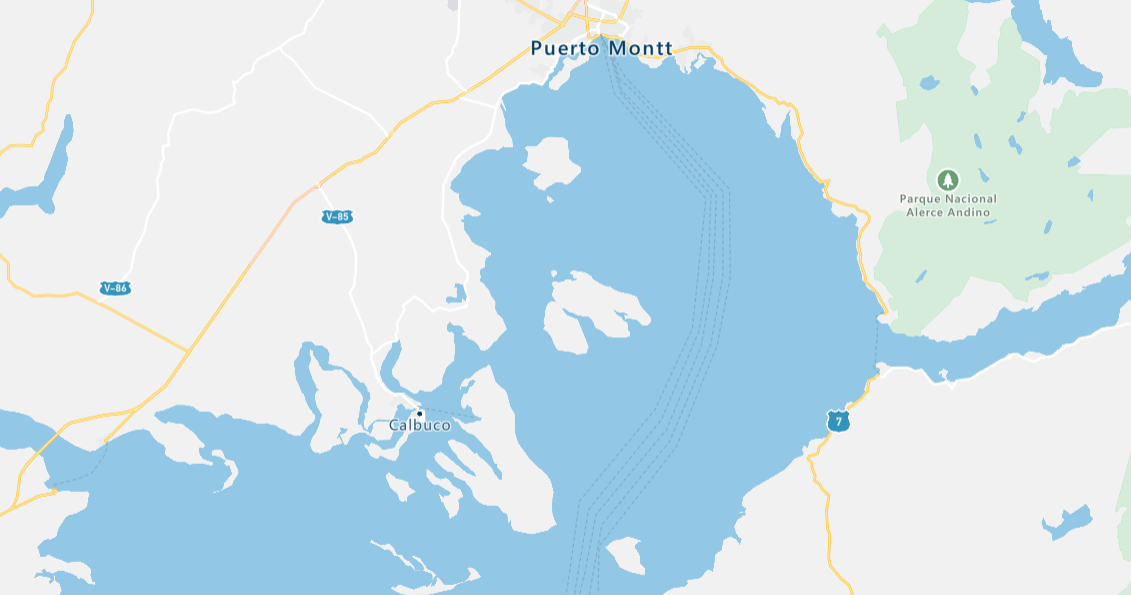 Puerto Montt
Parque Nacional
Alerce Andino
V-85
V-86
7
Calbuco